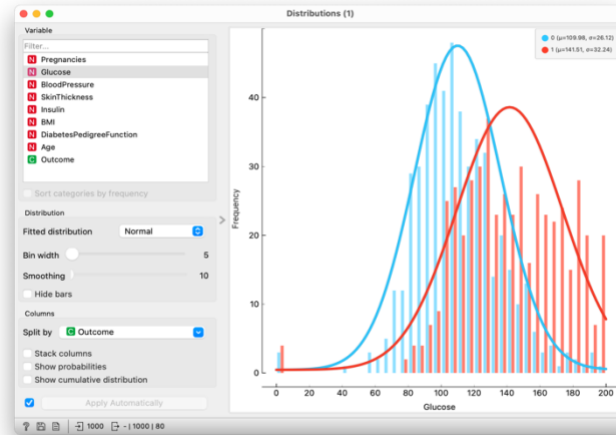 Distributions (1)
Variable
Filter...
N Pregnancies
N Glucose
N BloodPressure
N SkinThickness
N Insulin
N BMI
N DiabetesPedigreeFunction
N Age
C Outcome
Sort categories by frequency
Distribution
Fitted distribution Normal
Bin width 5
Smoothing 10
Hide bars
Columns
Split by C Outcome
Stack columns
Show probabilities
Show cumulative distribution
Apply Automatically
? 1000 - | 1000 | 80
0 (μ=109.98, σ=26.12)
1 (μ=141.51, σ=32.24)
Frequency
40
30
20
10
0
0 20 40 60 80 100 120 140 160 180 200
Glucose